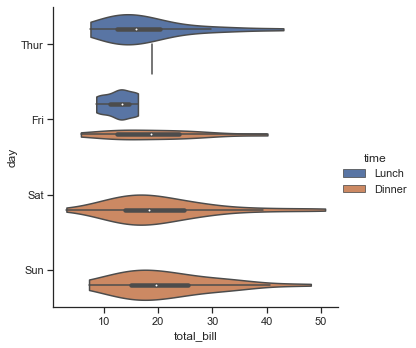 Thur
Fri
Sat
Sun
day
10 20 30 40 50
total_bill
time
Lunch
Dinner